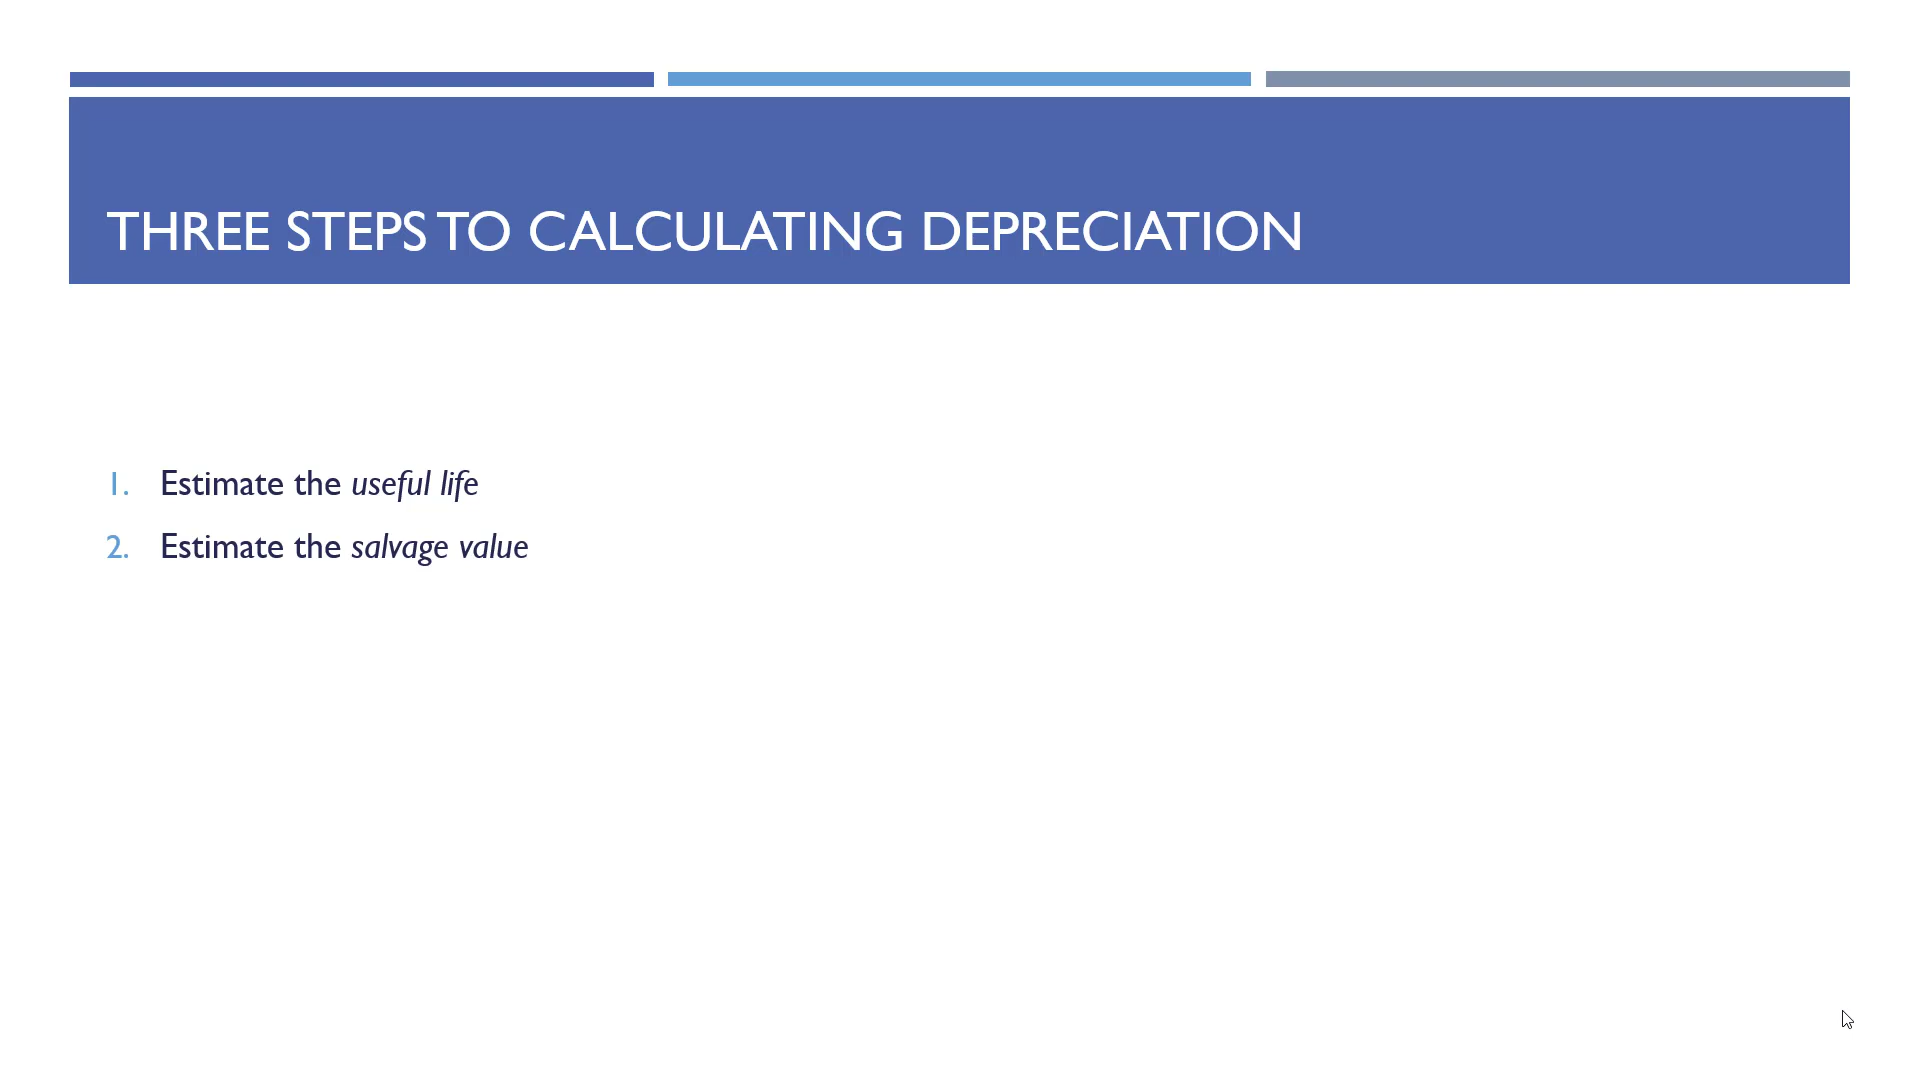 THREE STEPS TO CALCULATING DEPRECIATION
1. Estimate the useful life
2. Estimate the salvage value